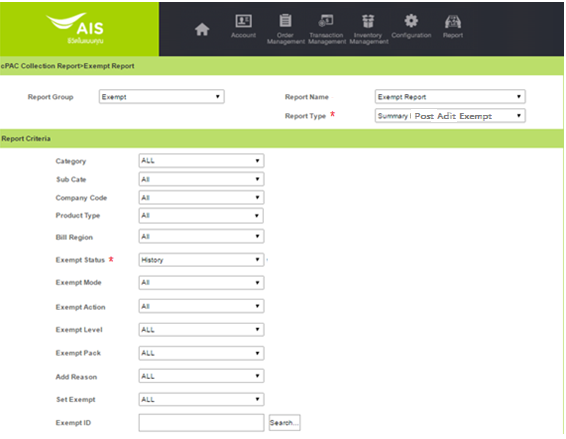 AIS
Account
Order Management
Transaction Management
Inventory Management
Configuration
Report
cPAC Collection Report>Exempt Report
Report Group Exempt
Report Name Exempt Report
Report Type * Summary Post Adit Exempt
Report Criteria
Category ALL
Sub Cate All
Company Code All
Product Type All
Bill Region All
Exempt Status * History
Exempt Mode All
Exempt Action All
Exempt Level ALL
Exempt Pack ALL
Add Reason ALL
Set Exempt ALL
Exempt ID Search...